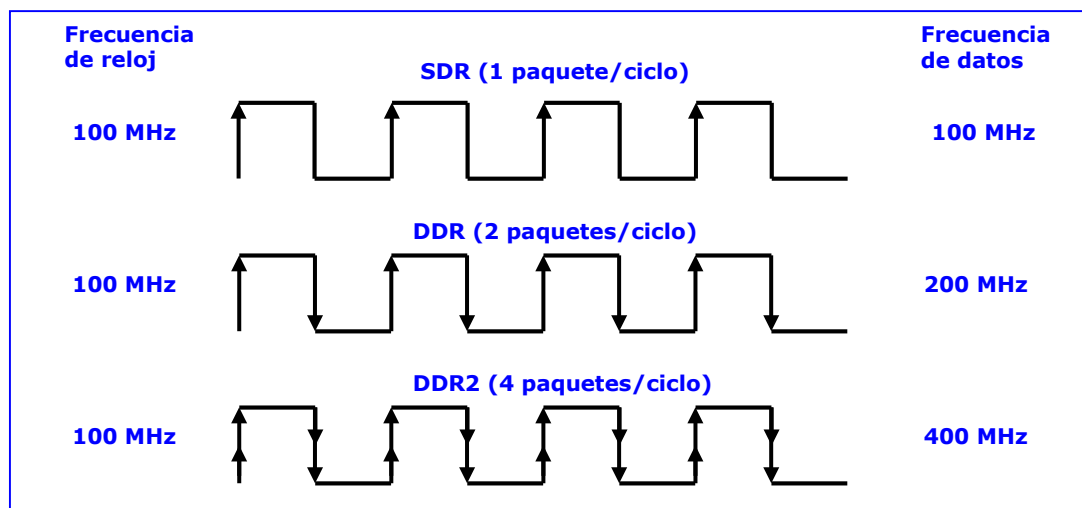 Frecuencia
de reloj
Frecuencia
de datos
SDR (1 paquete/ciclo)
100 MHz
100 MHz
DDR (2 paquetes/ciclo)
100 MHz
200 MHz
DDR2 (4 paquetes/ciclo)
100 MHz
400 MHz